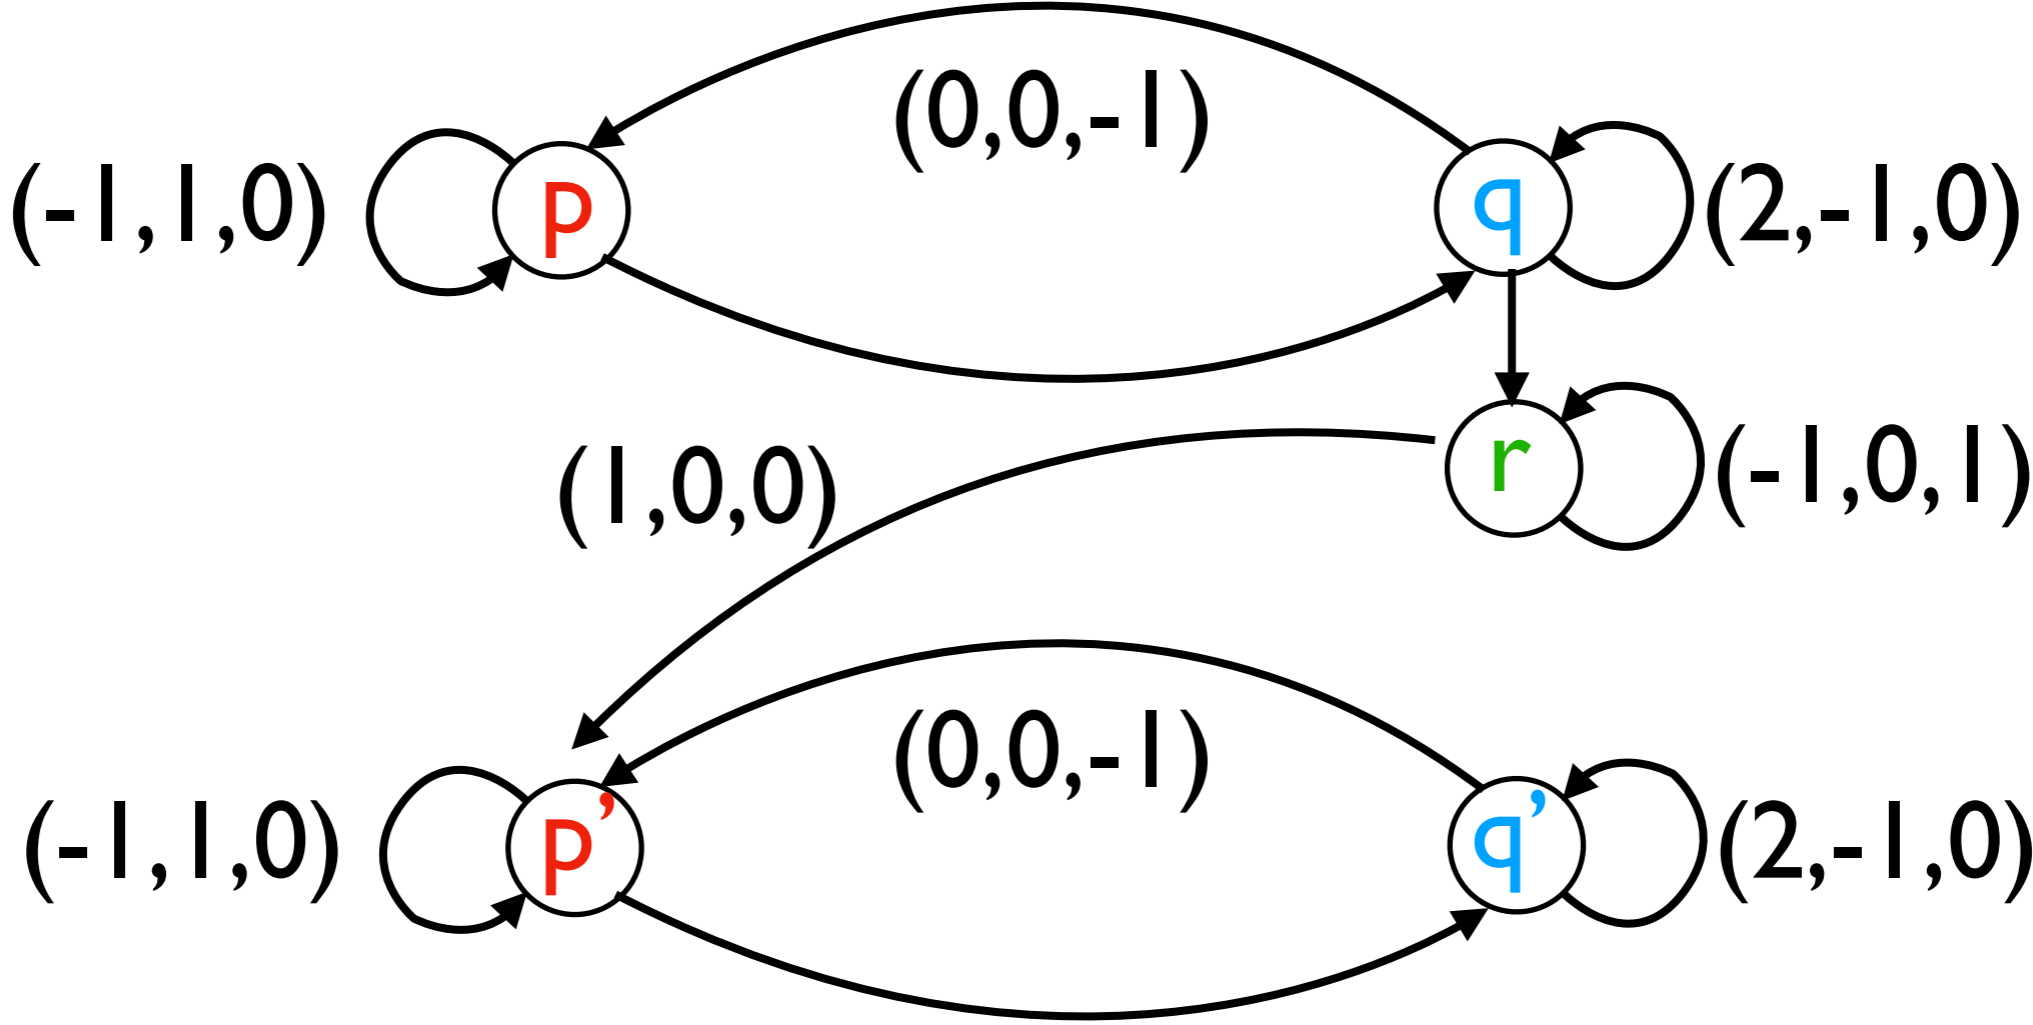 (0,0,-1)
(-1,1,0) p q (2,-1,0)
(1,0,0) r (-1,0,1)
(0,0,-1)
(-1,1,0) p’ q’ (2,-1,0)